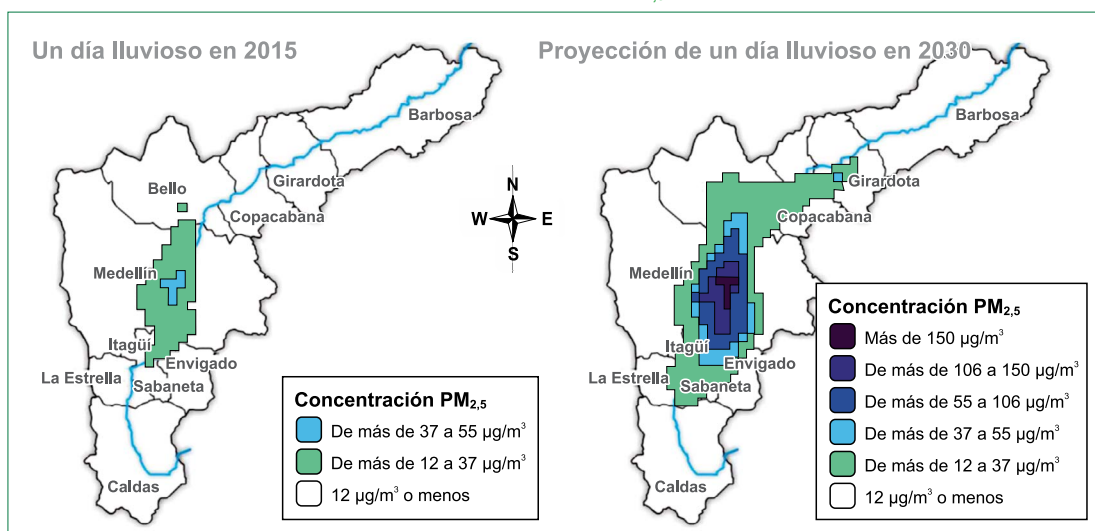 Un día lluvioso en 2015
Barbosa
Bello
Girardota
Copacabana
Medellín
Itagüí
Envigado
La Estrella
Sabaneta
Caldas
Concentración PM2,5
De más de 37 a 55 µg/m³
De más de 12 a 37 µg/m³
12 µg/m³ o menos
N
W E
S
Proyección de un día lluvioso en 2030
Barbosa
Girardota
Copacabana
Medellín
Itagüí
Envigado
La Estrella
Sabaneta
Caldas
Concentración PM2,5
Más de 150 µg/m³
De más de 106 a 150 µg/m³
De más de 55 a 106 µg/m³
De más de 37 a 55 µg/m³
De más de 12 a 37 µg/m³
12 µg/m³ o menos